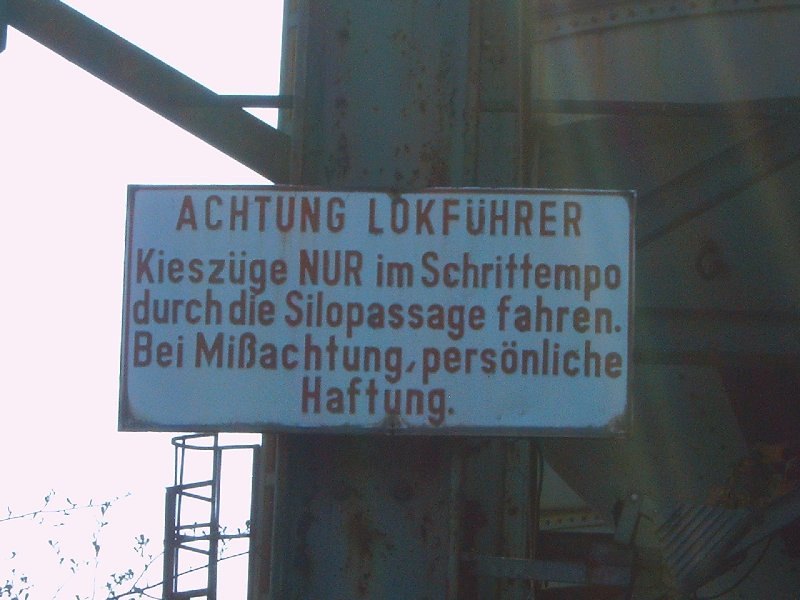 ACHTUNG LOKFÜHRER
Kieszüge NUR im Schrittempo
durch die Silopassage fahren.
Bei Mißachtung, persönliche
Haftung.